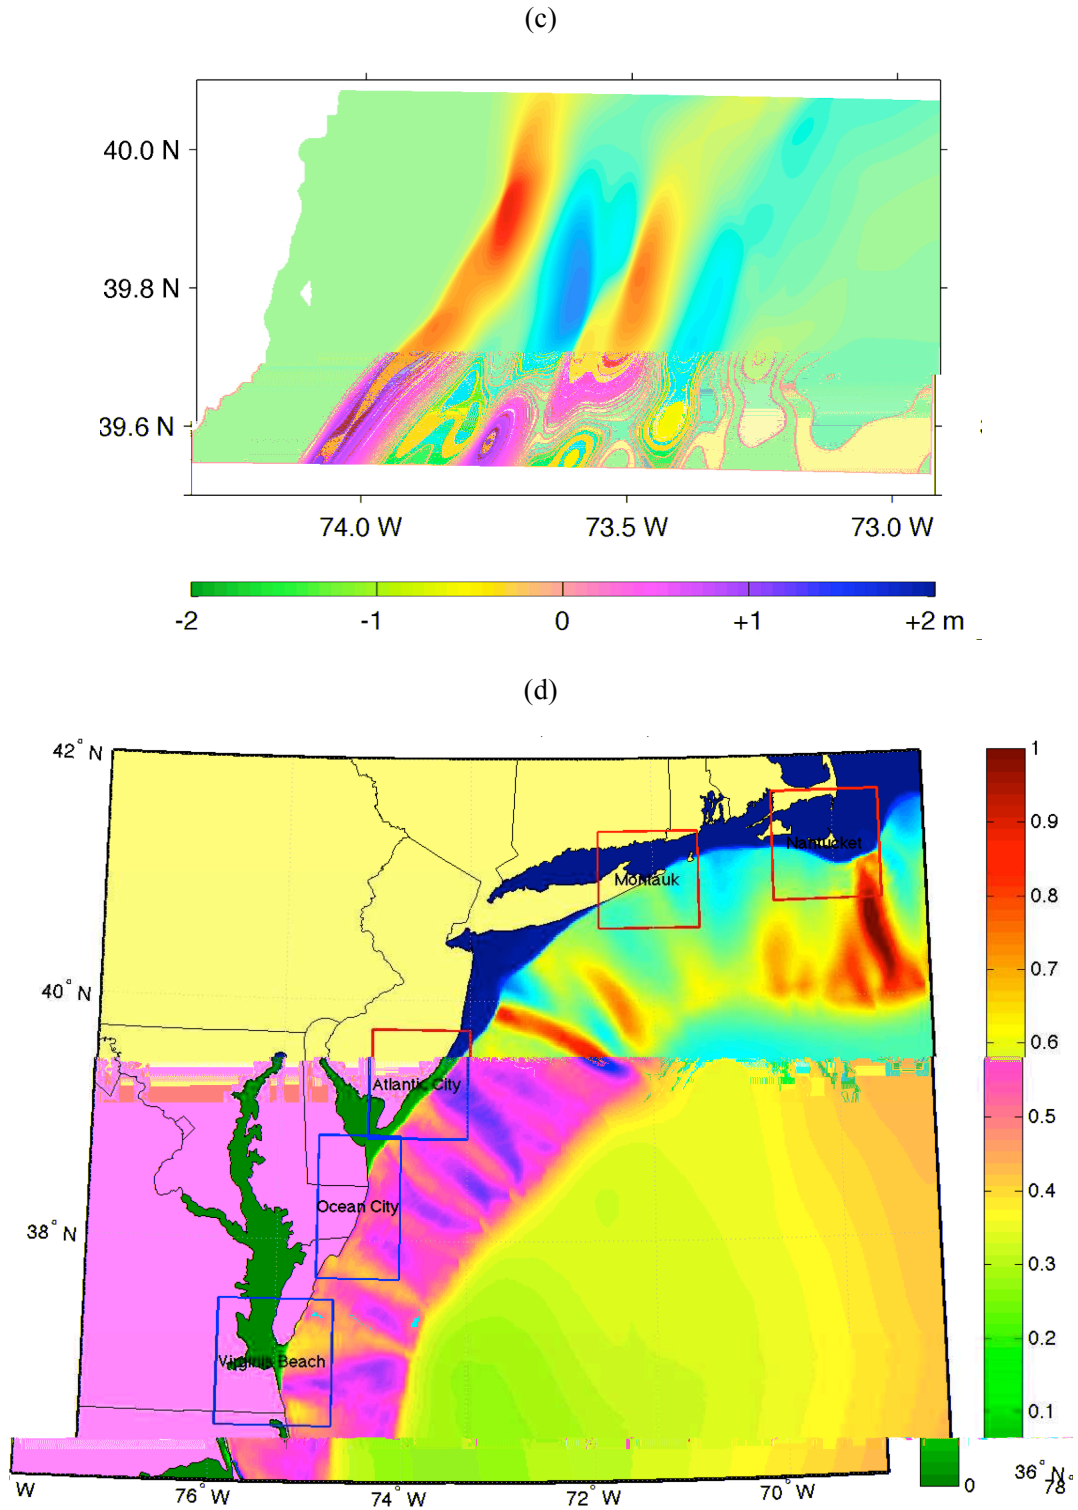 (c)
40.0 N
39.8 N
39.6 N
74.0 W
73.5 W
73.0 W
-2
-1
0
+1
+2 m
(d)
42° N
40° N
38° N
Nantucket
Montauk
Atlantic City
Ocean City
Virginia Beach
1
0.9
0.8
0.7
0.6
0.5
0.4
0.3
0.2
0.1
0
36° N
78°
W
76° W
74° W
72° W
70° W